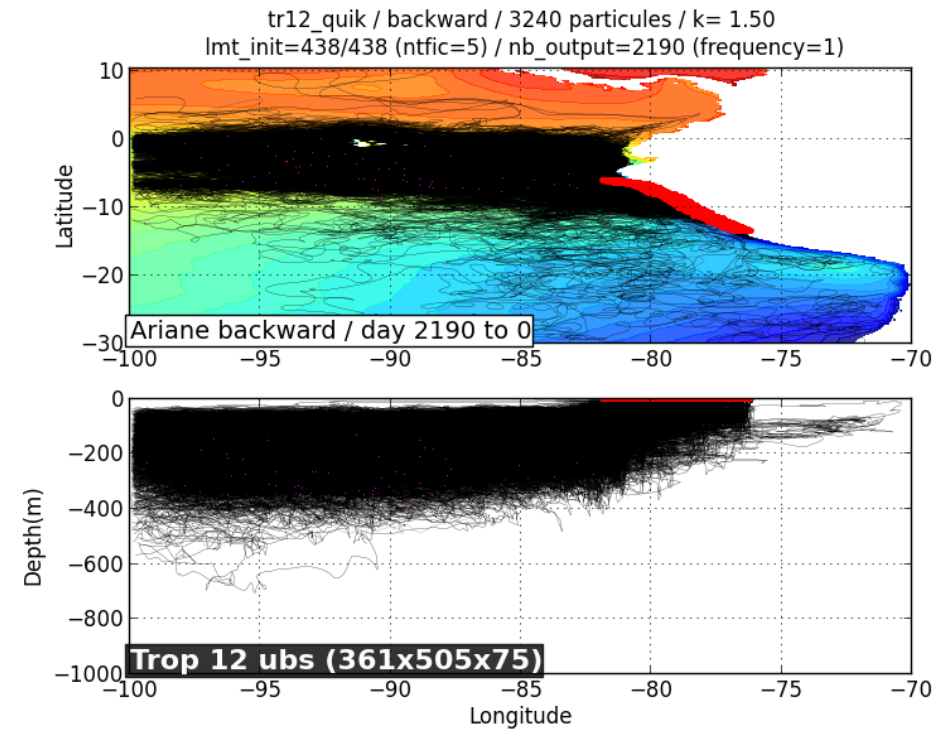 tr12_quik / backward / 3240 particules / k= 1.50
lmt_init=438/438 (ntfic=5) / nb_output=2190 (frequency=1)
10
0
−10
−20
−30
Latitude
Ariane backward / day 2190 to 0
−100 −95 −90 −85 −80 −75 −70
0
−200
−400
−600
−800
−1000
Depth(m)
Trop 12 ubs (361x505x75)
−100 −95 −90 −85 −80 −75 −70
Longitude